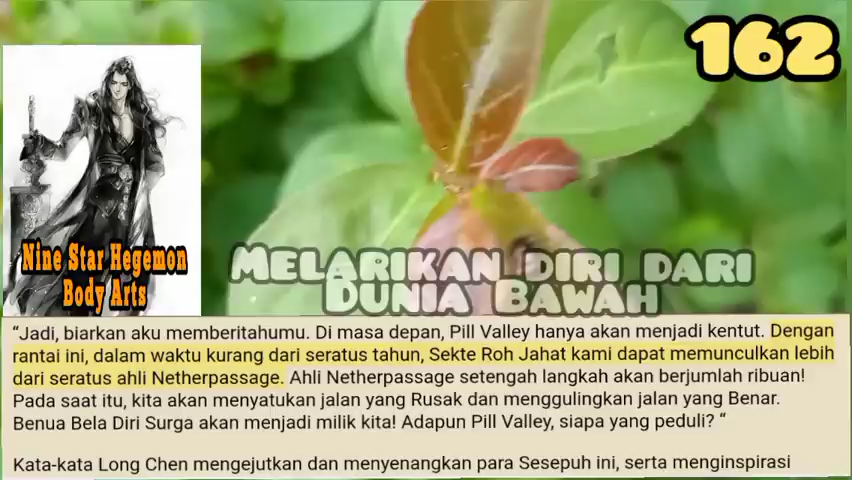 162
Nine Star Hegemon
Body Arts
Melarikan diri dari
Dunia Bawah
“Jadi, biarkan aku memberitahumu. Di masa depan, Pill Valley hanya akan menjadi kentut. Dengan
rantai ini, dalam waktu kurang dari seratus tahun, Sekte Roh Jahat kami dapat memunculkan lebih
dari seratus ahli Netherpassage. Ahli Netherpassage setengah langkah akan berjumlah ribuan!
Pada saat itu, kita akan menyatukan jalan yang Rusak dan menggulingkan jalan yang Benar.
Benua Bela Diri Surga akan menjadi milik kita! Adapun Pill Valley, siapa yang peduli? “
Kata-kata Long Chen mengejutkan dan menyenangkan para Sesepuh ini, serta menginspirasi